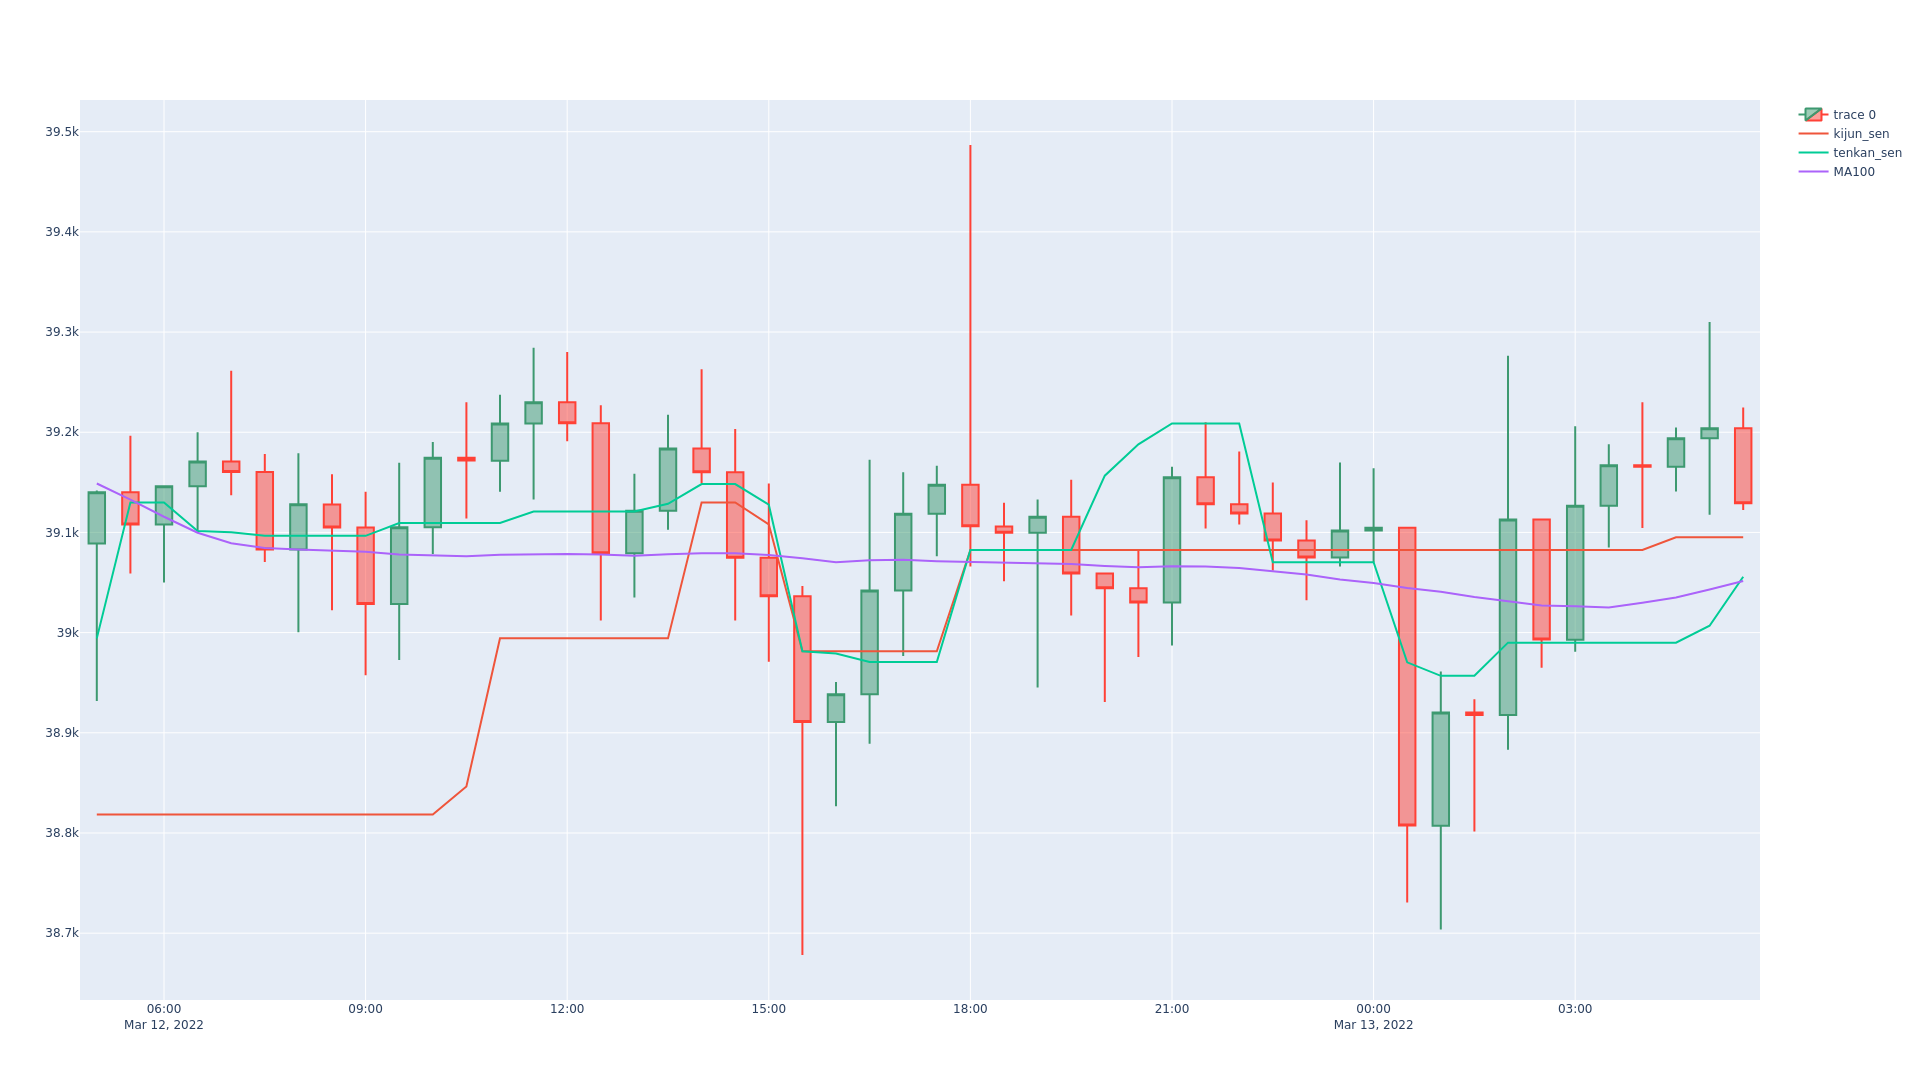 39.5k
39.4k
39.3k
39.2k
39.1k
39k
38.9k
38.8k
38.7k
06:00
Mar 12, 2022
09:00
12:00
15:00
18:00
21:00
00:00
Mar 13, 2022
03:00
trace 0
kijun_sen
tenkan_sen
MA100